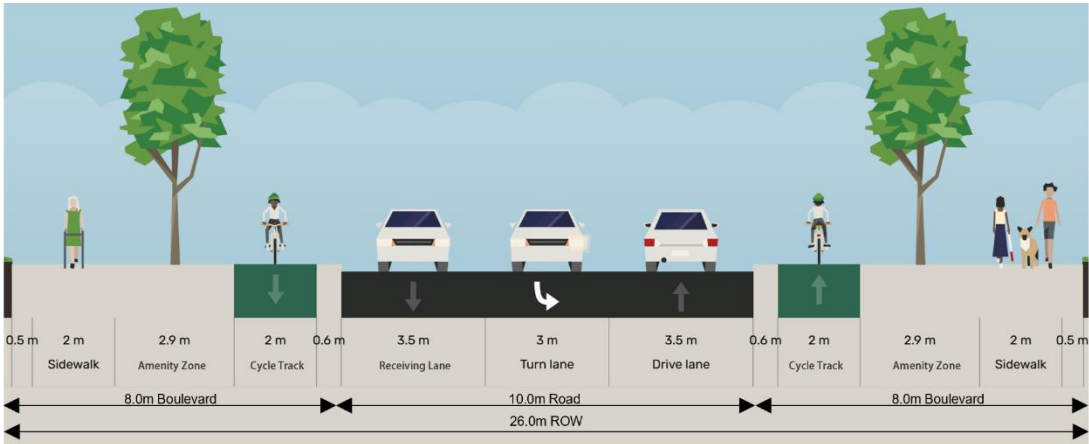 0.5 m 2 m 2.9 m 2 m 0.6 m 3.5 m 3 m 3.5 m 0.6 m 2 m 2.9 m 2 m 0.5 m
Sidewalk Amenity Zone Cycle Track Receiving Lane Turn lane Drive lane Cycle Track Amenity Zone Sidewalk
8.0m Boulevard 10.0m Road 8.0m Boulevard
26.0m ROW